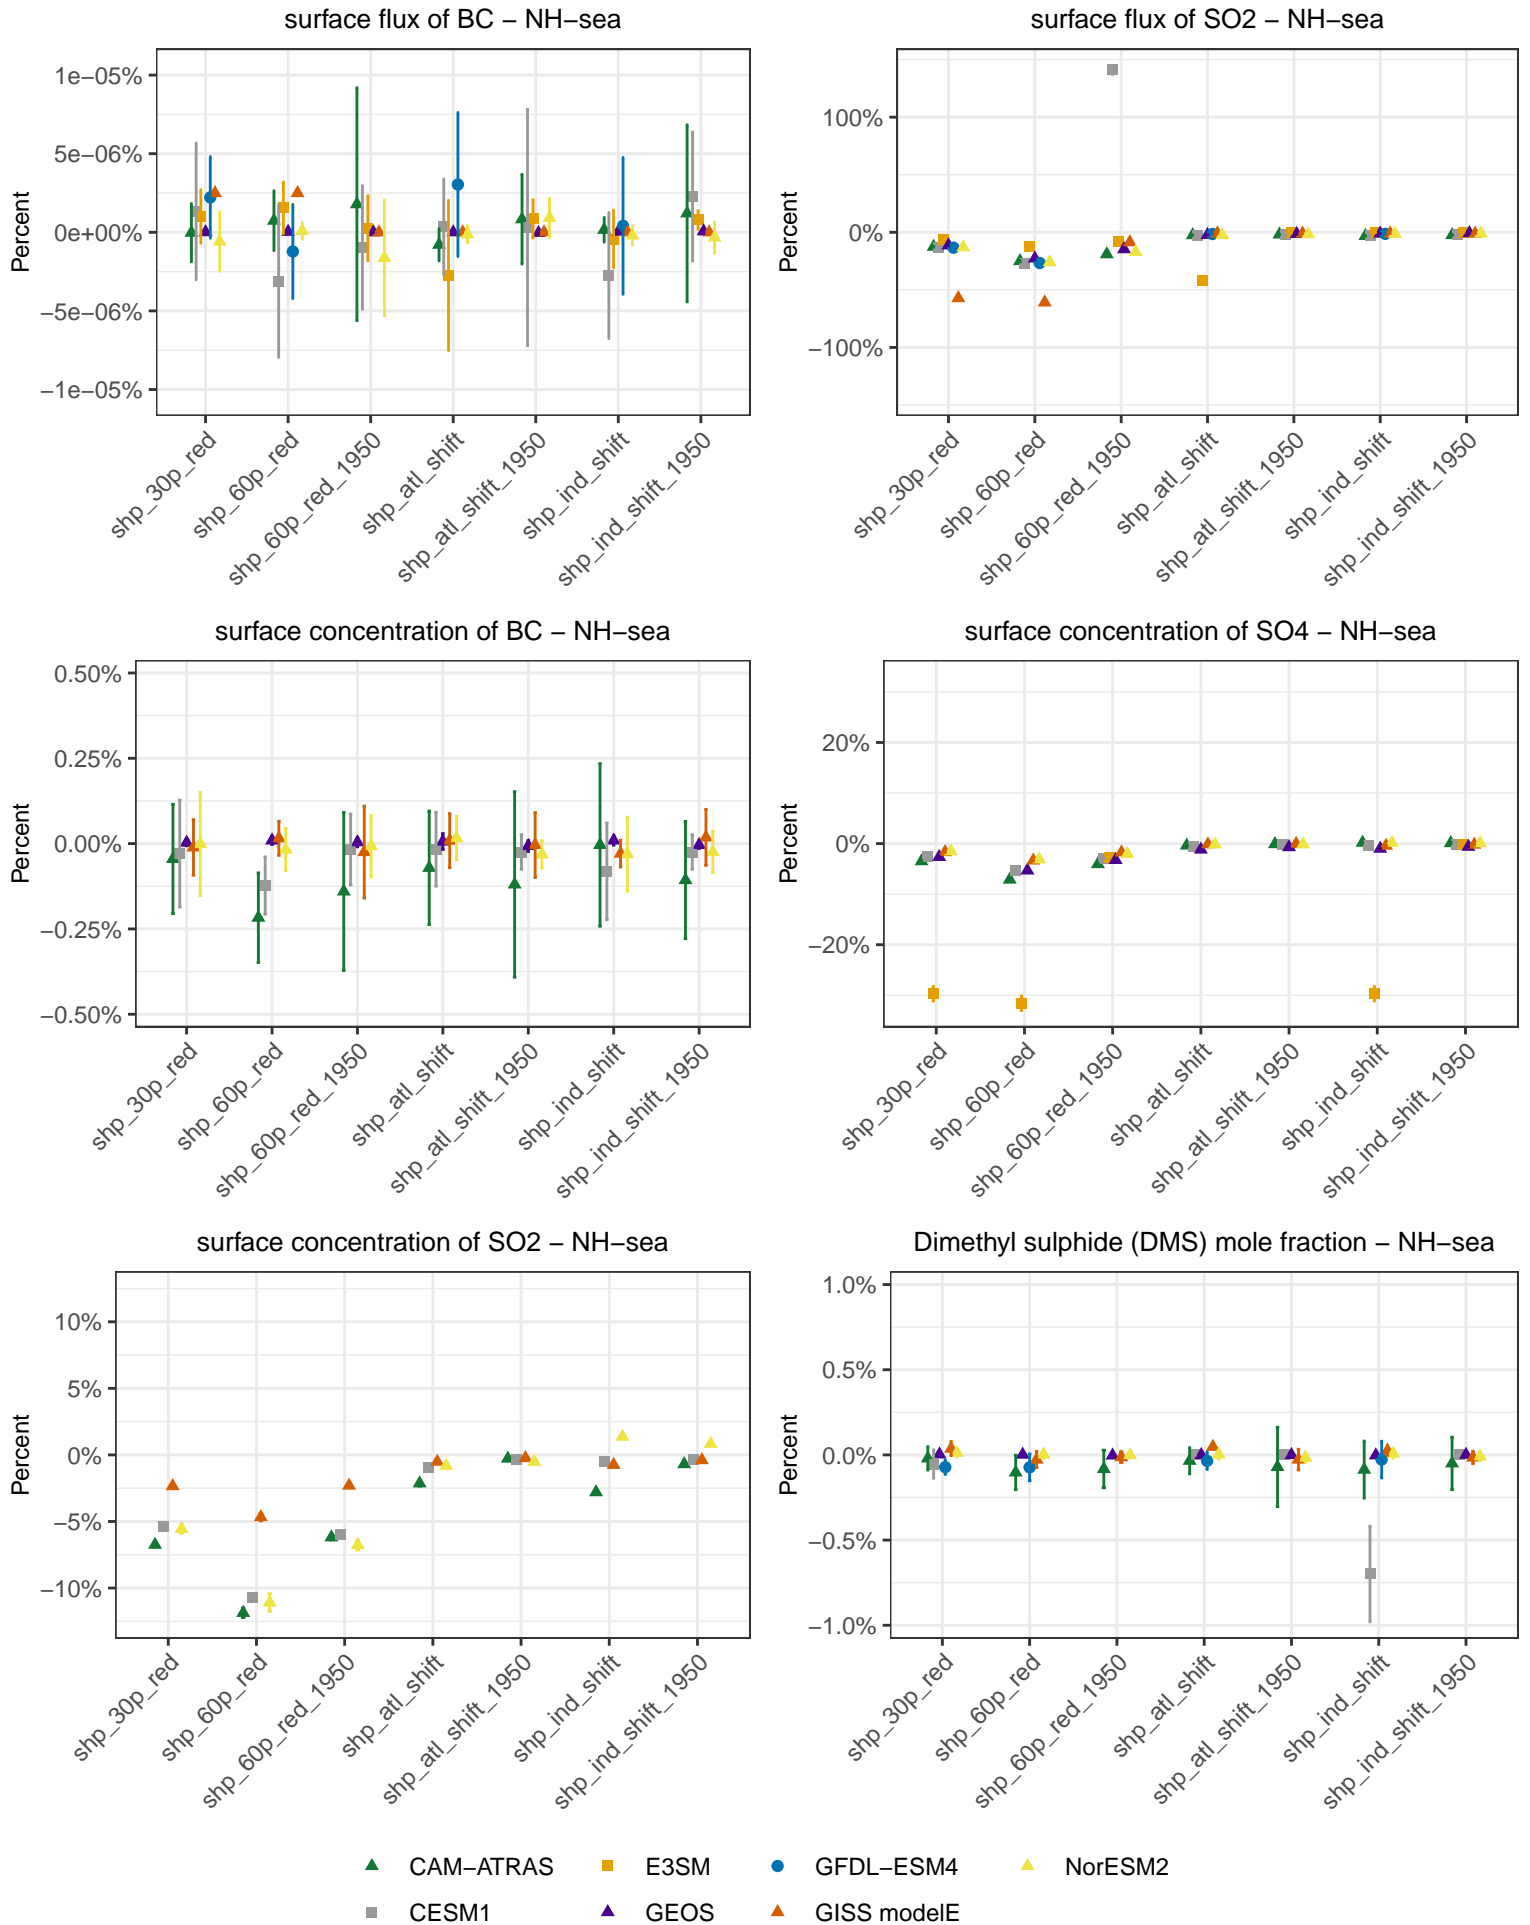 surface flux of BC − NH−sea
Percent
1e−05%
5e−06%
0e+00%
−5e−06%
−1e−05%
shp_30p_red
shp_60p_red
shp_60p_red_1950
shp_atl_shift
shp_atl_shift_1950
shp_ind_shift
shp_ind_shift_1950
surface flux of SO2 − NH−sea
Percent
100%
0%
−100%
shp_30p_red
shp_60p_red
shp_60p_red_1950
shp_atl_shift
shp_atl_shift_1950
shp_ind_shift
shp_ind_shift_1950
surface concentration of BC − NH−sea
Percent
0.50%
0.25%
0.00%
−0.25%
−0.50%
shp_30p_red
shp_60p_red
shp_60p_red_1950
shp_atl_shift
shp_atl_shift_1950
shp_ind_shift
shp_ind_shift_1950
surface concentration of SO4 − NH−sea
Percent
20%
0%
−20%
shp_30p_red
shp_60p_red
shp_60p_red_1950
shp_atl_shift
shp_atl_shift_1950
shp_ind_shift
shp_ind_shift_1950
surface concentration of SO2 − NH−sea
Percent
10%
5%
0%
−5%
−10%
shp_30p_red
shp_60p_red
shp_60p_red_1950
shp_atl_shift
shp_atl_shift_1950
shp_ind_shift
shp_ind_shift_1950
Dimethyl sulphide (DMS) mole fraction − NH−sea
Percent
1.0%
0.5%
0.0%
−0.5%
−1.0%
shp_30p_red
shp_60p_red
shp_60p_red_1950
shp_atl_shift
shp_atl_shift_1950
shp_ind_shift
shp_ind_shift_1950
CAM−ATRAS E3SM GFDL−ESM4 NorESM2
CESM1 GEOS GISS modelE